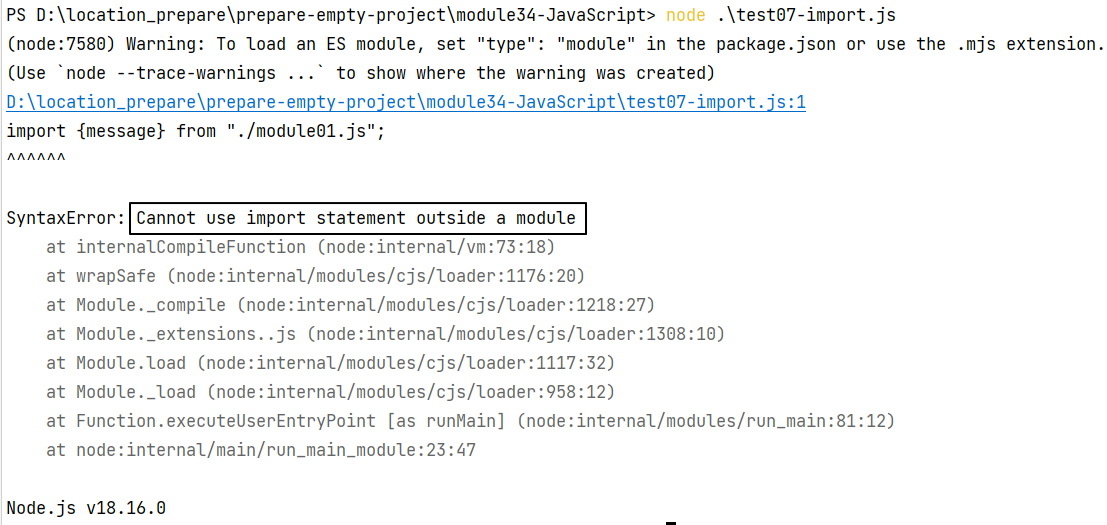 PS D:\location_prepare\prepare-empty-project\module34-JavaScript> node .\test07-import.js
(node:7580) Warning: To load an ES module, set "type": "module" in the package.json or use the .mjs extension.
(Use `node --trace-warnings ...` to show where the warning was created)
D:\location_prepare\prepare-empty-project\module34-JavaScript\test07-import.js:1
import {message} from "./module01.js";
^^^^^^
SyntaxError: Cannot use import statement outside a module
    at internalCompileFunction (node:internal/vm:73:18)
    at wrapSafe (node:internal/modules/cjs/loader:1176:20)
    at Module._compile (node:internal/modules/cjs/loader:1218:27)
    at Module._extensions..js (node:internal/modules/cjs/loader:1308:10)
    at Module.load (node:internal/modules/cjs/loader:1117:32)
    at Module._load (node:internal/modules/cjs/loader:958:12)
    at Function.executeUserEntryPoint [as runMain] (node:internal/modules/run_main:81:12)
    at node:internal/main/run_main_module:23:47
Node.js v18.16.0